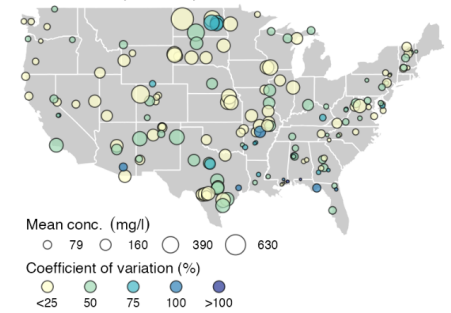 Mean conc. (mg/l)
79 160 390 630
Coefficient of variation (%)
<25 50 75 100 >100